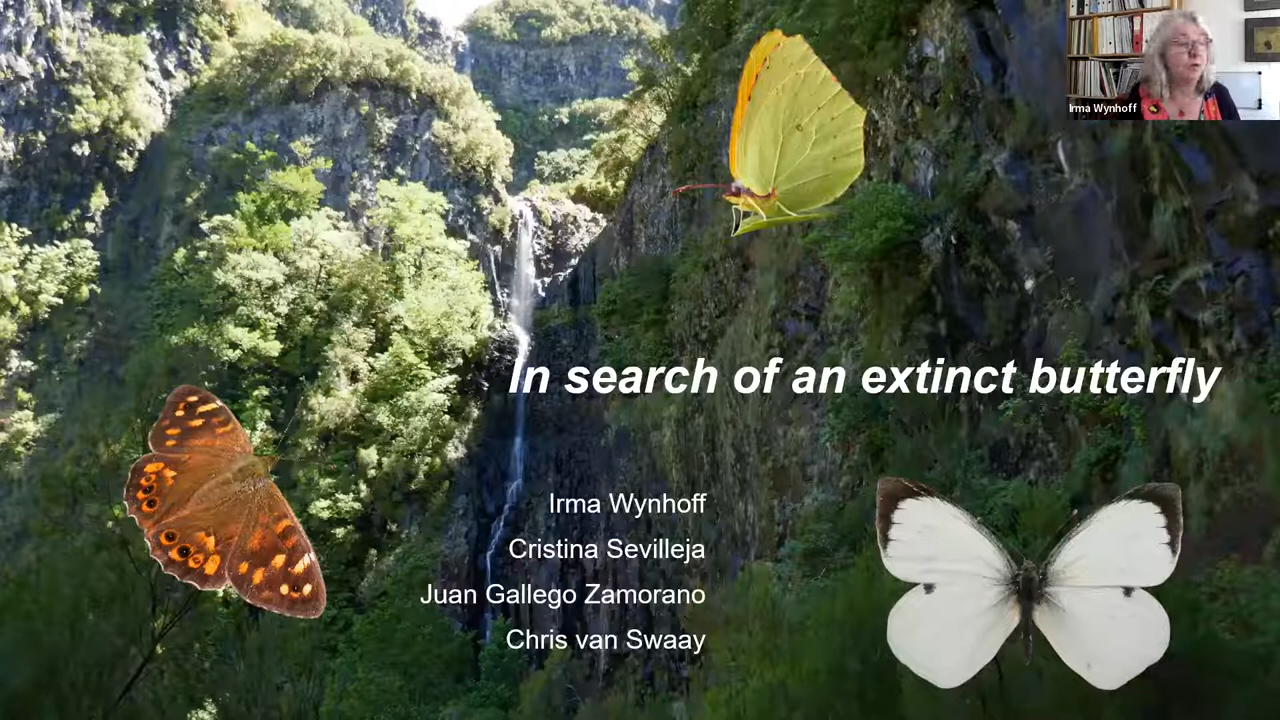 Irma Wynhoff
In search of an extinct butterfly
Irma Wynhoff
Cristina Sevilleja
Juan Gallego Zamorano
Chris van Swaay